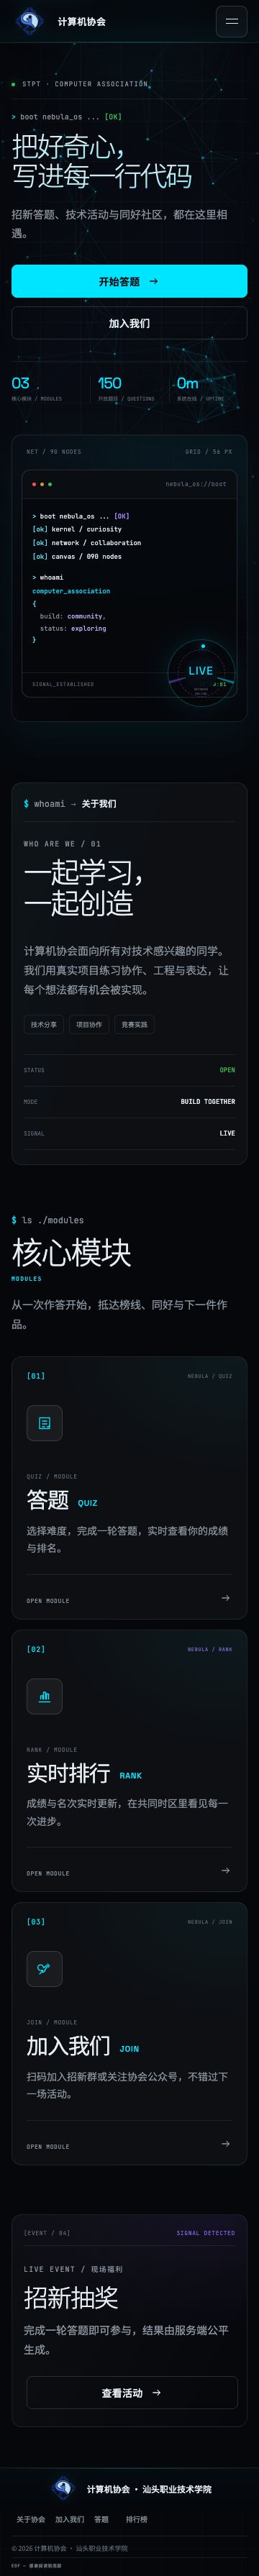 计算机协会
STPT · COMPUTER ASSOCIATION
> boot nebula_os ... [OK]
把好奇心，
写进每一行代码
招新答题、技术活动与同好社区，都在这里相
遇。
开始答题 →
加入我们
03 150 0m
核心模块 / MODULES 开放题目 / QUESTIONS 系统在线 / UPTIME
NET / 90 NODES GRID / 56 PX
nebula_os://boot
> boot nebula_os ... [OK]
[ok] kernel / curiosity
[ok] network / collaboration
[ok] canvas / 090 nodes
> whoami
computer_association
{
build: community,
status: exploring
}
LIVE
SIGNAL_ESTABLISHED
$ whoami → 关于我们
WHO ARE WE / 01
一起学习，
一起创造
计算机协会面向所有对技术感兴趣的同学。
我们用真实项目练习协作、工程与表达，让
每个想法都有机会被实现。
技术分享 项目协作 竞赛实践
STATUS OPEN
MODE BUILD TOGETHER
SIGNAL LIVE
$ ls ./modules
核心模块
MODULES
从一次作答开始，抵达榜线、同好与下一件作
品。
[01] NEBULA / QUIZ
QUIZ / MODULE
答题 QUIZ
选择难度，完成一轮答题，实时查看你的成绩
与排名。
OPEN MODULE →
[02] NEBULA / RANK
RANK / MODULE
实时排行 RANK
成绩与名次实时更新，在共同时区里看见每一
次进步。
OPEN MODULE →
[03] NEBULA / JOIN
JOIN / MODULE
加入我们 JOIN
扫码加入招新群或关注协会公众号，不错过下
一场活动。
OPEN MODULE →
[EVENT / 04] SIGNAL DETECTED
LIVE EVENT / 现场福利
招新抽奖
完成一轮答题即可参与，结果由服务端公平
生成。
查看活动 →
计算机协会 · 汕头职业技术学院
关于协会 加入我们 答题 排行榜
© 2026 计算机协会 · 汕头职业技术学院